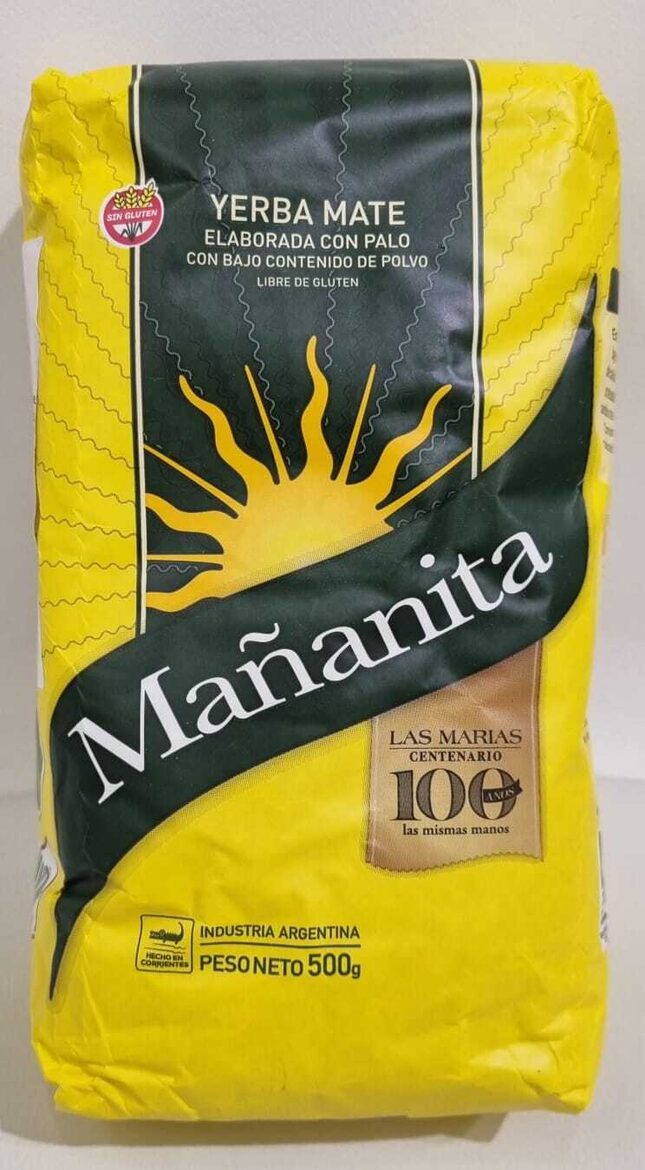 SIN GLUTEN
YERBA MATE
ELABORADA CON PALO
CON BAJO CONTENIDO DE POLVO
LIBRE DE GLUTEN
Mañanita
LAS MARIAS
CENTENARIO
100 AÑOS
las mismas manos
HECHO EN
CORRIENTES
INDUSTRIA ARGENTINA
PESO NETO 500g